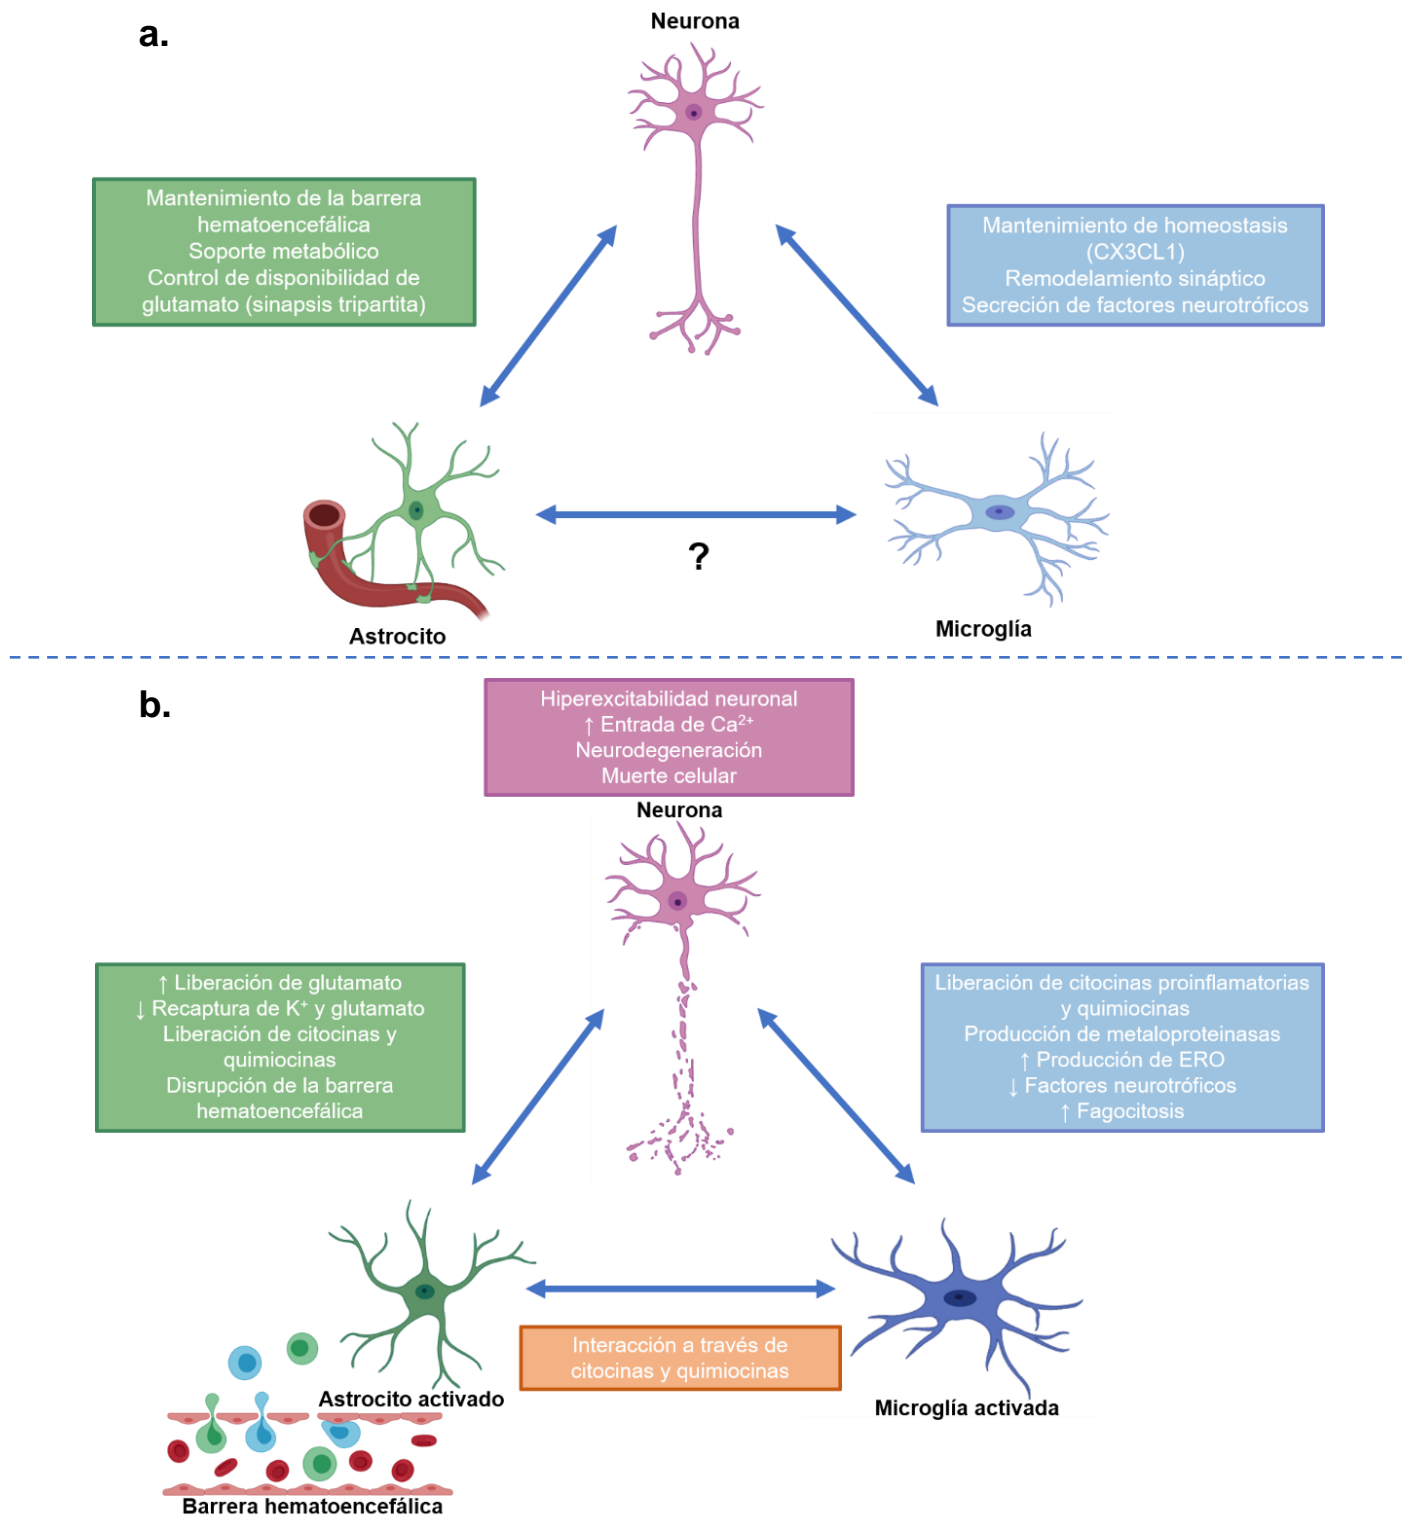 a.
Neurona
Mantenimiento de la barrera
hematoencefálica
Soporte metabólico
Control de disponibilidad de
glutamato (sinapsis tripartita)
Mantenimiento de homeostasis
(CX3CL1)
Remodelamiento sináptico
Secreción de factores neurotróficos
?
Astrocito
Microglía
b.
Hiperexcitabilidad neuronal
↑ Entrada de Ca²⁺
Neurodegeneración
Muerte celular
Neurona
↑ Liberación de glutamato
↓ Recaptura de K⁺ y glutamato
Liberación de citocinas y
quimiocinas
Disrupción de la barrera
hematoencefálica
Liberación de citocinas proinflamatorias
y quimiocinas
Producción de metaloproteinasas
↑ Producción de ERO
↓ Factores neurotróficos
↑ Fagocitosis
Interacción a través de
citocinas y quimiocinas
Astrocito activado
Microglía activada
Barrera hematoencefálica